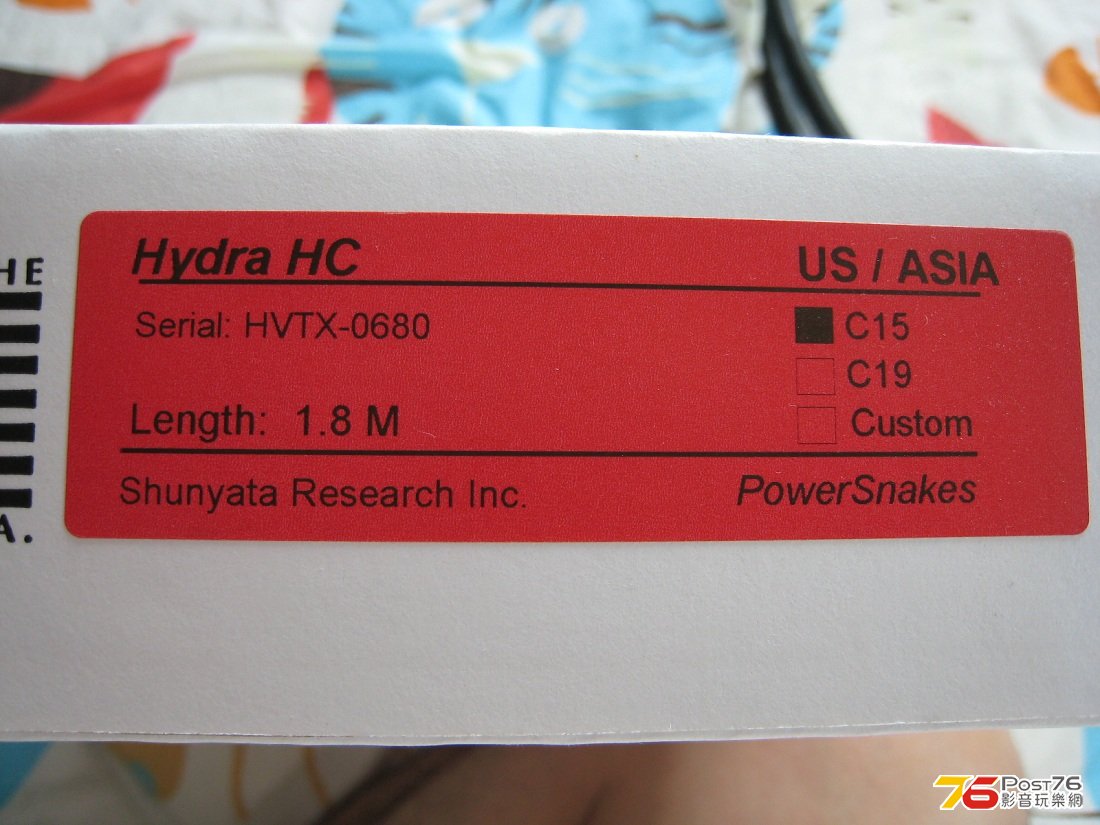 Hydra HC
US / ASIA
Serial: HVTX-0680
C15
C19
Length: 1.8 M
Custom
Shunyata Research Inc.
PowerSnakes
76 POST76
影音玩樂網